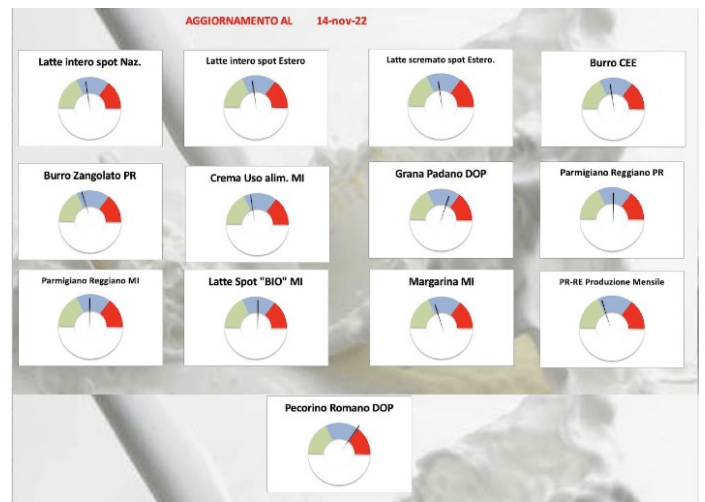 AGGIORNAMENTO AL 14-nov-22
Latte intero spot Naz.
Latte intero spot Estero
Latte scremato spot Estero.
Burro CEE
Burro Zangolato PR
Crema Uso alim. MI
Grana Padano DOP
Parmigiano Reggiano PR
Parmigiano Reggiano MI
Latte Spot "BIO" MI
Margarina MI
PR-RE Produzione Mensile
Pecorino Romano DOP